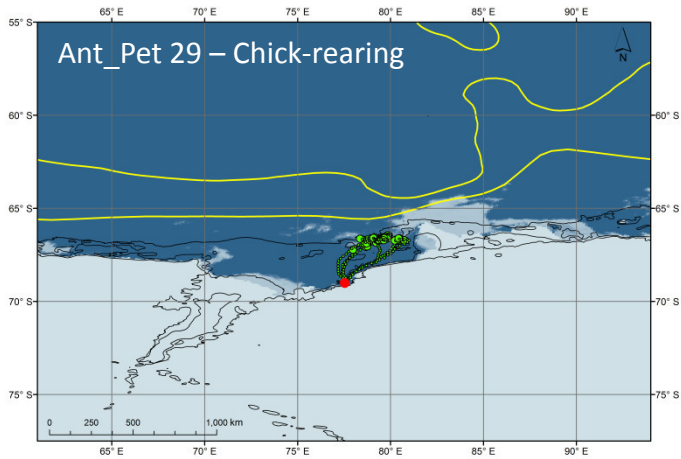 65° E 70° E 75° E 80° E 85° E 90° E
55° S 55° S
Ant_Pet 29 – Chick-rearing
N
60° S 60° S
65° S 65° S
70° S 70° S
75° S 75° S
0 250 500 1,000 km
65° E 70° E 75° E 80° E 85° E 90° E